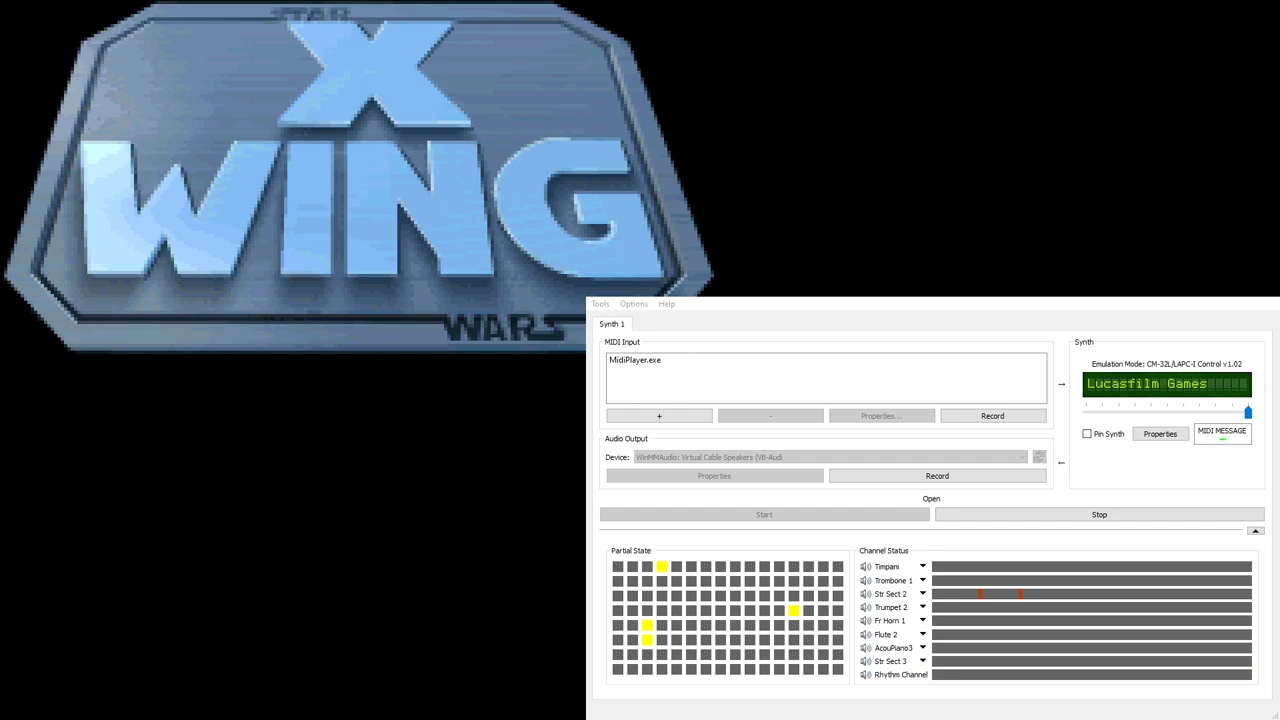 STAR
X
WING
WARS
Tools Options Help
Synth 1
MIDI Input
MidiPlayer.exe
+ - Properties... Record
Audio Output
Device: WinMMAudio: Virtual Cable Speakers (VB-Audi
Properties Record
→
←
Synth
Emulation Mode: CM-32L/LAPC-I Control v1.02
Lucasfilm Games
Pin Synth Properties MIDI MESSAGE
Open
Start Stop
Partial State
Channel Status
Timpani
Trombone 1
Str Sect 2
Trumpet 2
Fr Horn 1
Flute 2
AcouPiano3
Str Sect 3
Rhythm Channel